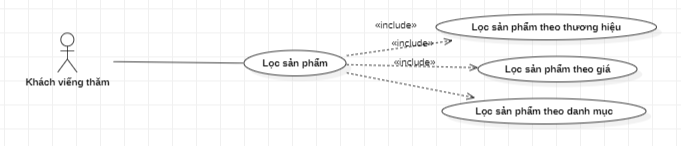 «include»
Lọc sản phẩm theo thương hiệu
«include»
Lọc sản phẩm
«include»
Lọc sản phẩm theo giá
Khách viếng thăm
Lọc sản phẩm theo danh mục